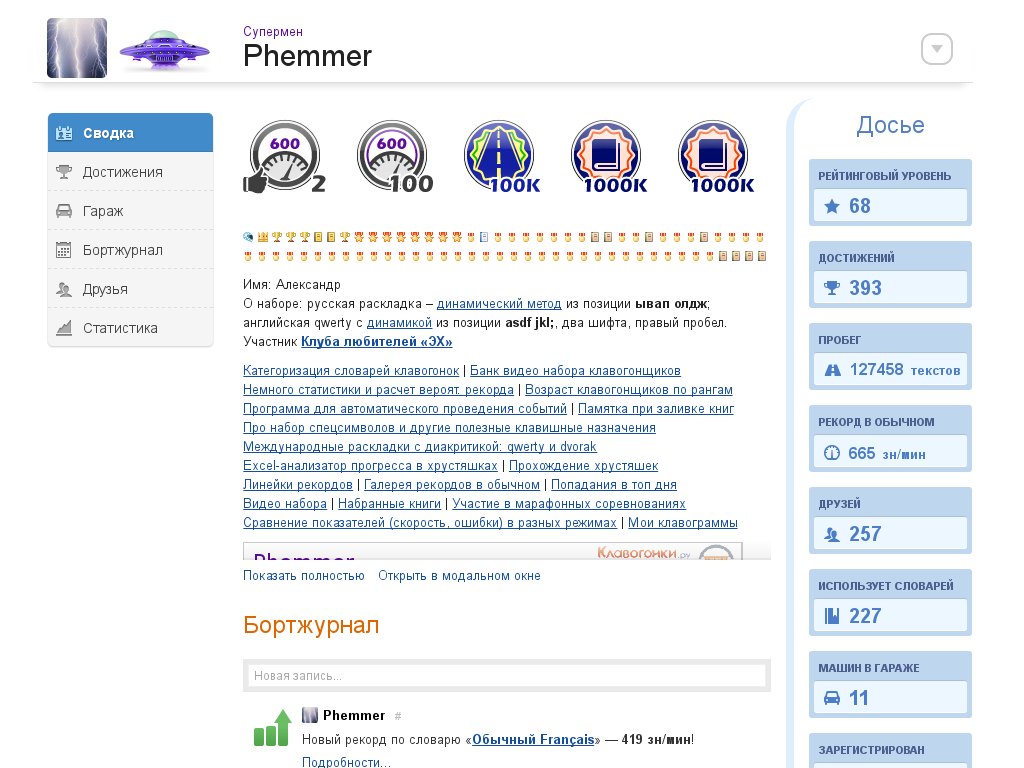 Супермен
Phemmer
Сводка
Достижения
Гараж
Бортжурнал
Друзья
Статистика
600
2
600
100
100K
1000K
1000K
Имя: Александр
О наборе: русская раскладка – динамический метод из позиции ывап олдж;
английская qwerty с динамикой из позиции asdf jkl;, два шифта, правый пробел.
Участник Клуба любителей «ЭХ»
Категоризация словарей клавогонок | Банк видео набора клавогонщиков
Немного статистики и расчет вероят. рекорда | Возраст клавогонщиков по рангам
Программа для автоматического проведения событий | Памятка при заливке книг
Про набор спецсимволов и другие полезные клавишные назначения
Международные раскладки с диакритикой: qwerty и dvorak
Excel-анализатор прогресса в хрустяшках | Прохождение хрустяшек
Линейки рекордов | Галерея рекордов в обычном | Попадания в топ дня
Видео набора | Набранные книги | Участие в марафонных соревнованиях
Сравнение показателей (скорость, ошибки) в разных режимах | Мои клавограммы
Phemmer
Клавогонки.ру
Показать полностью Открыть в модальном окне
Бортжурнал
Новая запись...
Phemmer #
Новый рекорд по словарю «Обычный Français» — 419 зн/мин!
Подробности...
Досье
РЕЙТИНГОВЫЙ УРОВЕНЬ
68
ДОСТИЖЕНИЙ
393
ПРОБЕГ
127458 текстов
РЕКОРД В ОБЫЧНОМ
665 зн/мин
ДРУЗЕЙ
257
ИСПОЛЬЗУЕТ СЛОВАРЕЙ
227
МАШИН В ГАРАЖЕ
11
ЗАРЕГИСТРИРОВАН